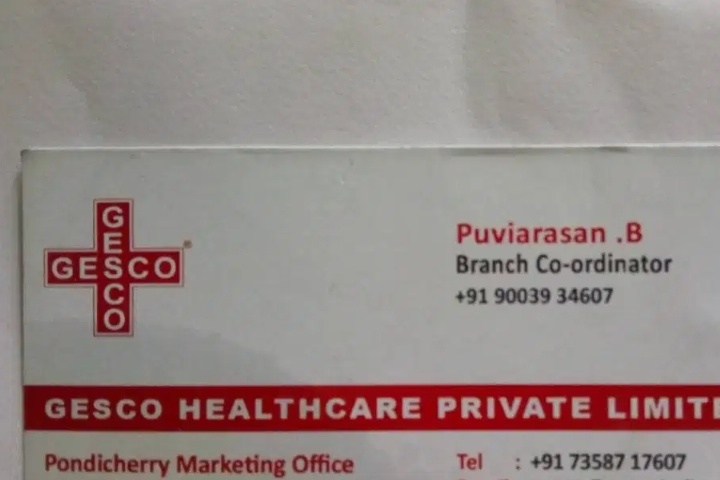 GESCO
GESCO
Puviarasan .B
Branch Co-ordinator
+91 90039 34607
GESCO HEALTHCARE PRIVATE LIMIT
Pondicherry Marketing Office
Tel : +91 73587 17607